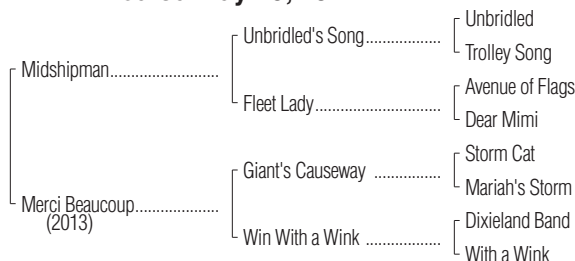 Unbridled
Unbridled's Song....................
Trolley Song
Midshipman.............................
Avenue of Flags
Fleet Lady.................................
Dear Mimi
Storm Cat
Giant's Causeway .................
Mariah's Storm
Merci Beaucoup......................
(2013)
Dixieland Band
Win With a Wink ....................
With a Wink